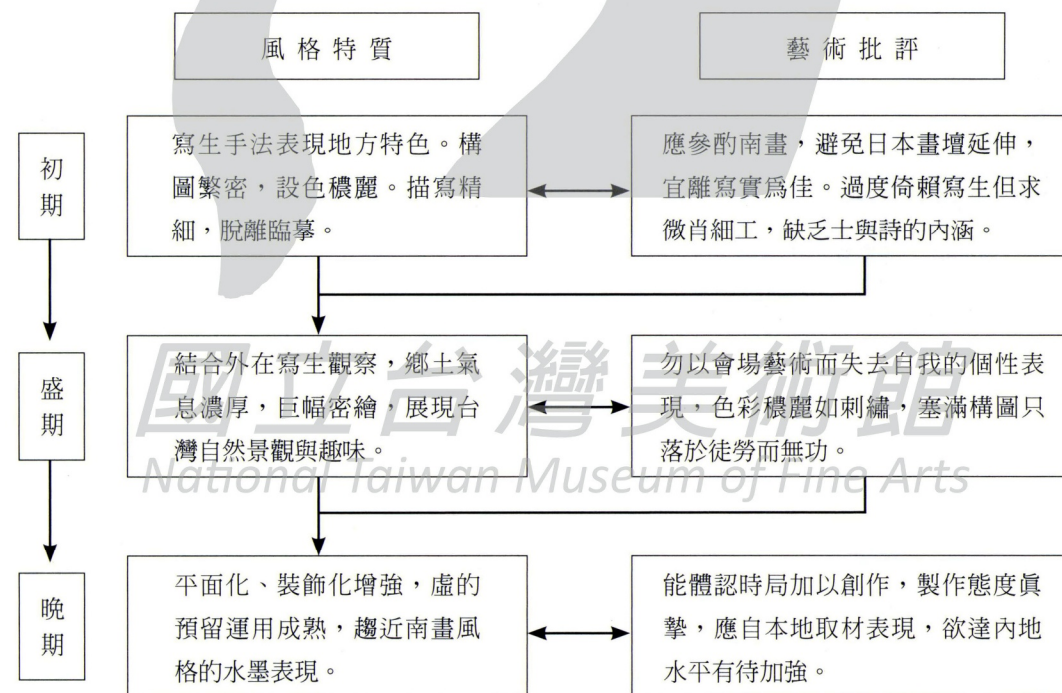 風格特質
藝術批評
初期
寫生手法表現地方特色。構
圖繁密，設色穠麗。描寫精
細，脫離臨摹。
應參酌南畫，避免日本畫壇延伸，
宜離寫實爲佳。過度倚賴寫生但求
微肖細工，缺乏士與詩的內涵。
盛期
結合外在寫生觀察，鄉土氣
息濃厚，巨幅密繪，展現台
灣自然景觀與趣味。
勿以會場藝術而失去自我的個性表
現，色彩穠麗如刺繡，塞滿構圖只
落於徒勞而無功。
國立台灣美術館
National Taiwan Museum of Fine Arts
晚期
平面化、裝飾化增強，虛的
預留運用成熟，趨近南畫風
格的水墨表現。
能體認時局加以創作，製作態度眞
摯，應自本地取材表現，欲達內地
水平有待加強。